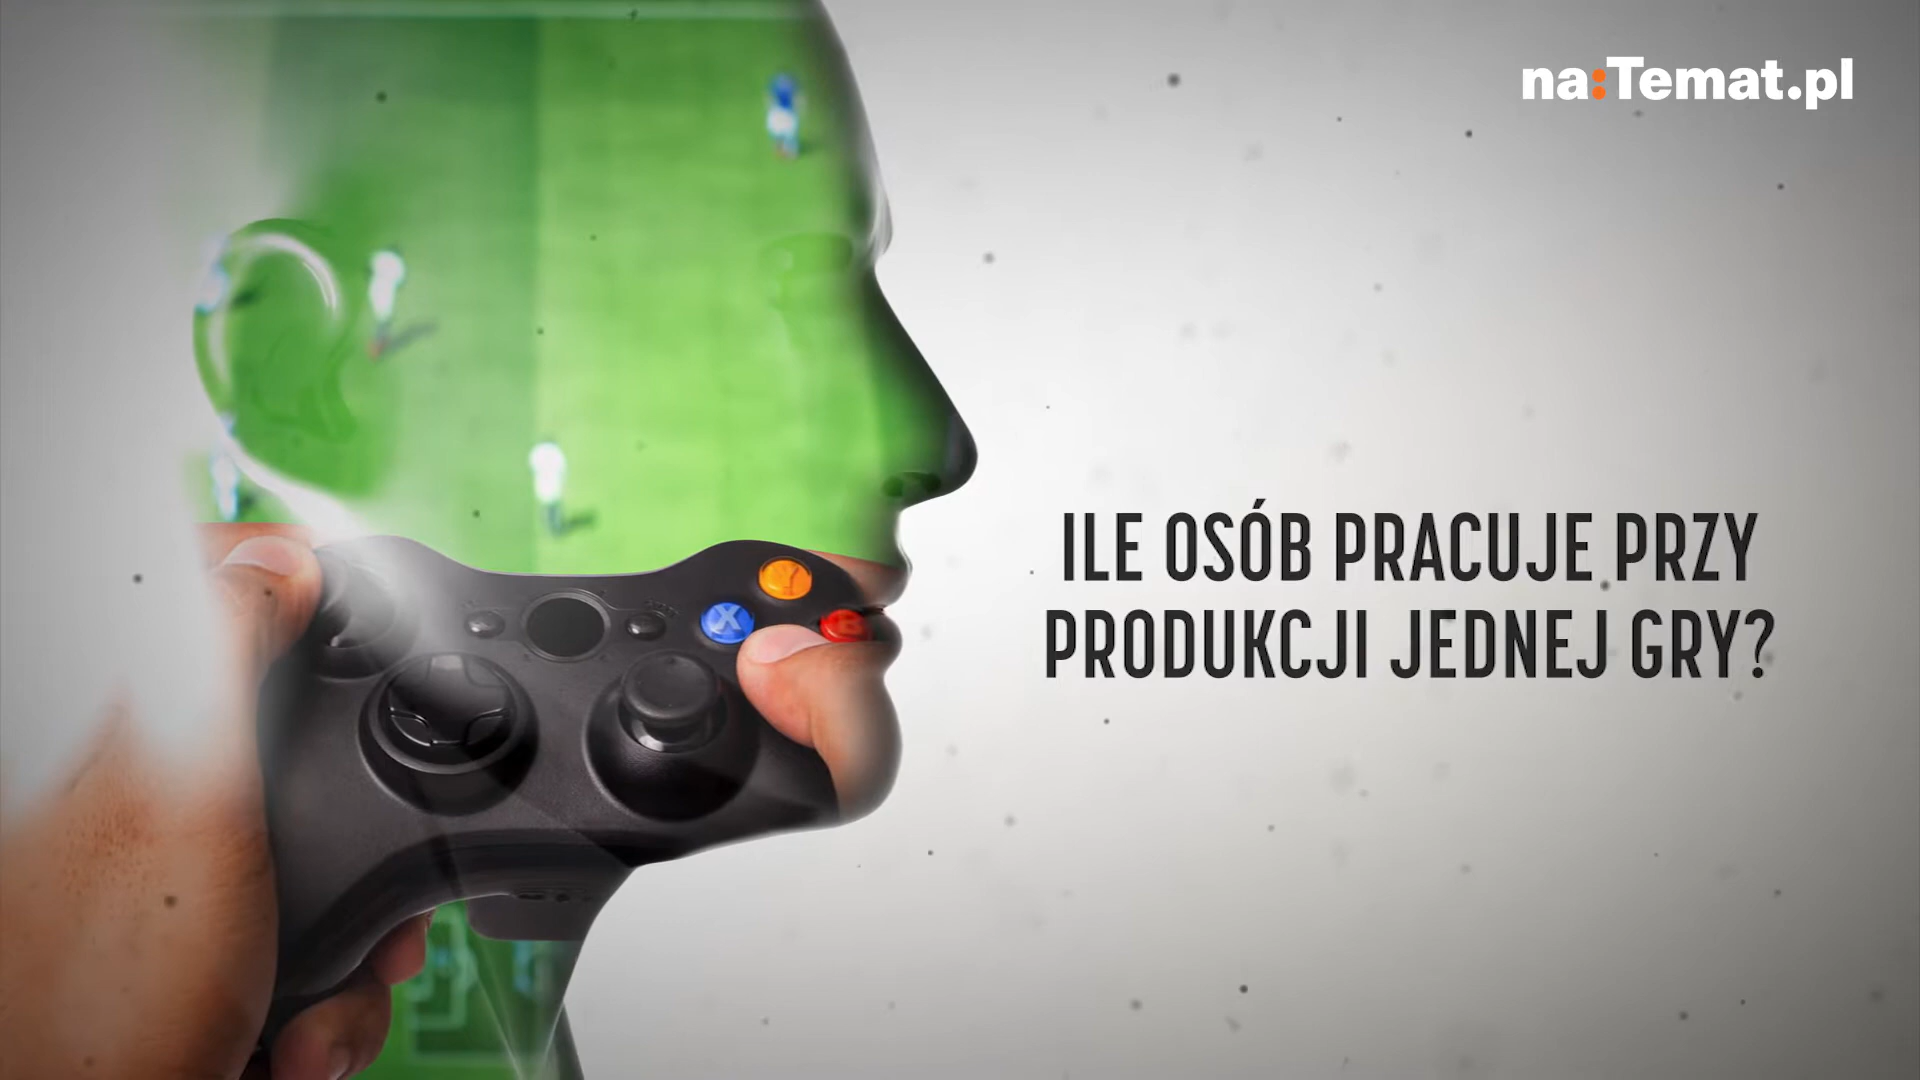 na:Temat.pl
ILE OSÓB PRACUJE PRZY
PRODUKCJI JEDNEJ GRY?
Y
X
B